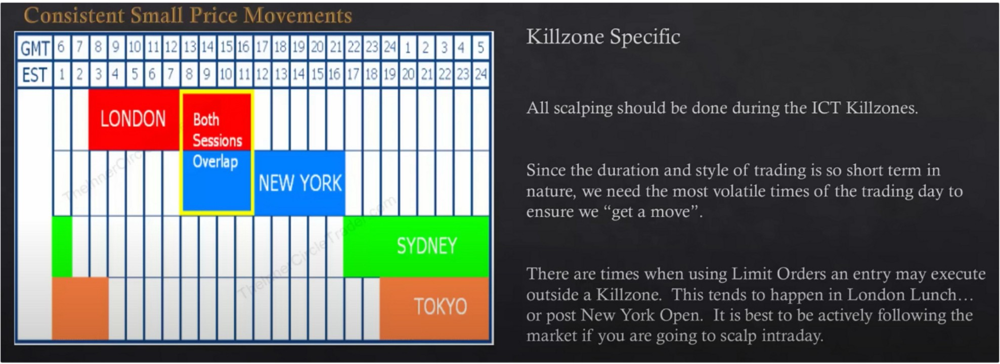 Consistent Small Price Movements
GMT 6 7 8 9 10 11 12 13 14 15 16 17 18 19 20 21 22 23 24 1 2 3 4 5
EST 1 2 3 4 5 6 7 8 9 10 11 12 13 14 15 16 17 18 19 20 21 22 23 24
LONDON
Both
Sessions
Overlap
NEW YORK
SYDNEY
TOKYO
TheInnerCirc
TheInnerCircleTrader.com
Killzone Specific
All scalping should be done during the ICT Killzones.
Since the duration and style of trading is so short term in
nature, we need the most volatile times of the trading day to
ensure we “get a move”.
There are times when using Limit Orders an entry may execute
outside a Killzone.  This tends to happen in London Lunch…
or post New York Open.  It is best to be actively following the
market if you are going to scalp intraday.